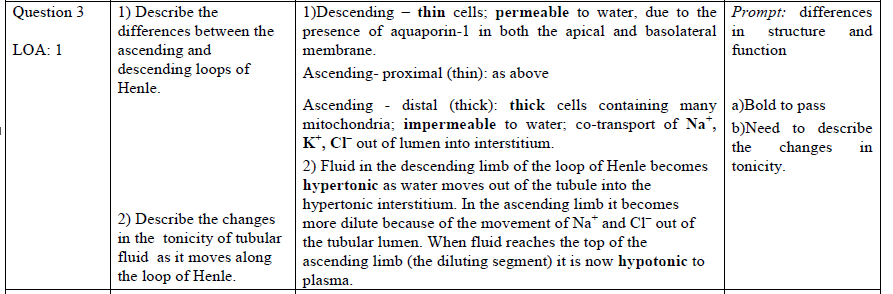 Question 3
LOA: 1
1) Describe the
differences between the
ascending and
descending loops of
Henle.
2) Describe the changes
in the tonicity of tubular
fluid as it moves along
the loop of Henle.
1)Descending – thin cells; permeable to water, due to the
presence of aquaporin-1 in both the apical and basolateral
membrane.
Ascending- proximal (thin): as above
Ascending - distal (thick): thick cells containing many
mitochondria; impermeable to water; co-transport of Na⁺,
K⁺, Cl⁻ out of lumen into interstitium.
2) Fluid in the descending limb of the loop of Henle becomes
hypertonic as water moves out of the tubule into the
hypertonic interstitium. In the ascending limb it becomes
more dilute because of the movement of Na⁺ and Cl⁻ out of
the tubular lumen. When fluid reaches the top of the
ascending limb (the diluting segment) it is now hypotonic to
plasma.
Prompt: differences
in structure and
function
a)Bold to pass
b)Need to describe
the changes in
tonicity.